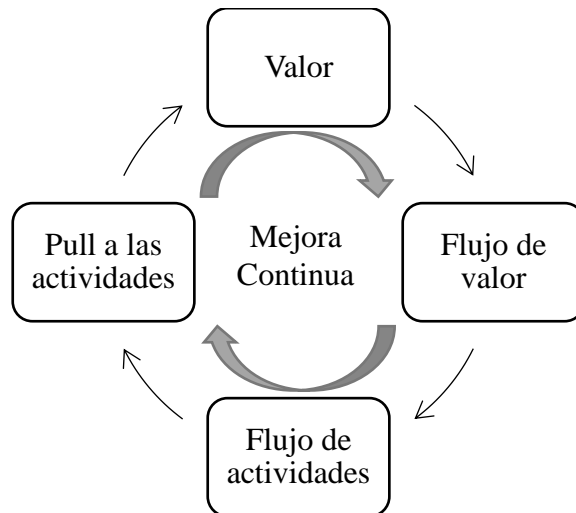 Valor
Pull a las
actividades
Mejora
Continua
Flujo de
valor
Flujo de
actividades